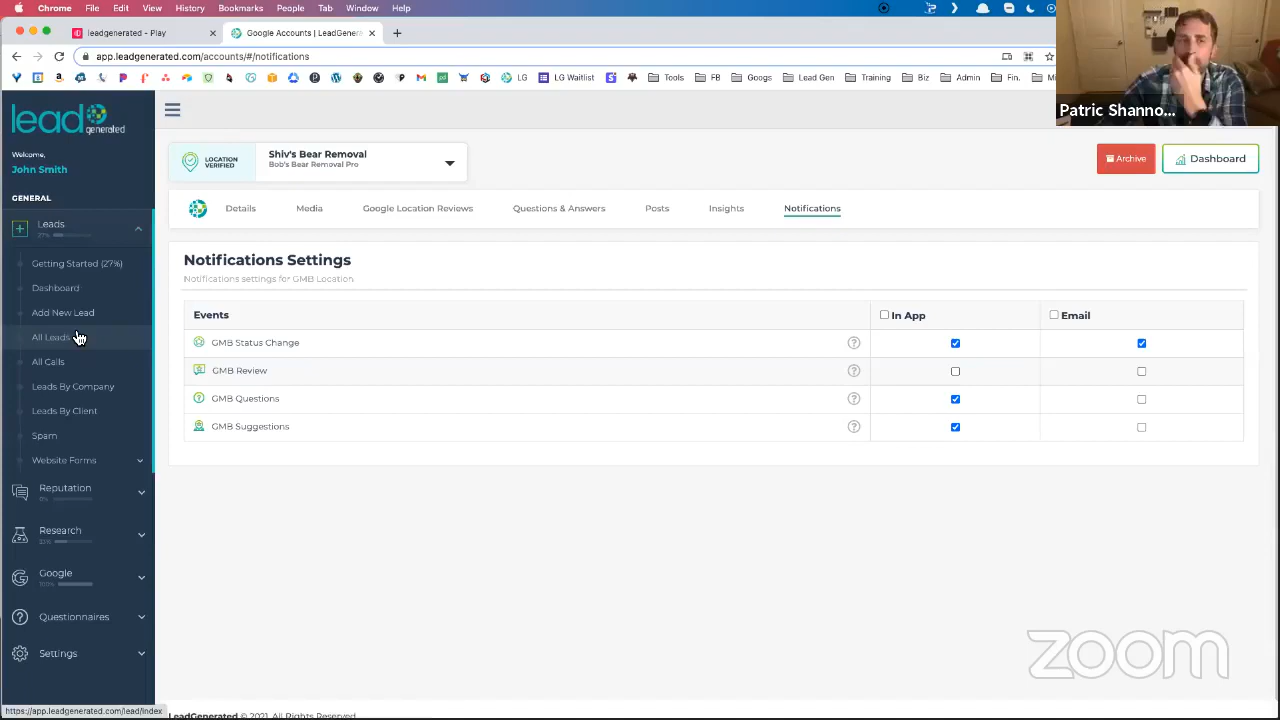 Chrome File Edit View History Bookmarks People Tab Window Help
leadgenerated - Play
Google Accounts | LeadGenera
app.leadgenerated.com/accounts/#/notifications
LG LG Waitlist Tools FB Googs Lead Gen Training Biz Admin Fin.
Patric Shanno...
lead generated
Welcome,
John Smith
GENERAL
Leads
27%
Getting Started (27%)
Dashboard
Add New Lead
All Leads
All Calls
Leads By Company
Leads By Client
Spam
Website Forms
Reputation
0%
Research
Google
100%
Questionnaires
Settings
https://app.leadgenerated.com/lead/index
LOCATION VERIFIED
Shiv's Bear Removal
Bob's Bear Removal Pro
Archive
Dashboard
Details Media Google Location Reviews Questions & Answers Posts Insights Notifications
Notifications Settings
Notifications settings for GMB Location
Events In App Email
GMB Status Change
GMB Review
GMB Questions
GMB Suggestions
zoom
LeadGenerated © 2021. All Rights Reserved.